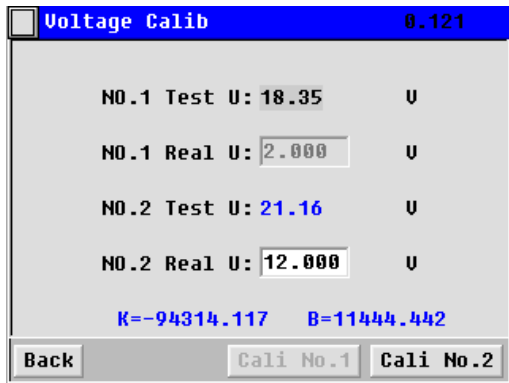 Voltage Calib 0.121
NO.1 Test U: 18.35 V
NO.1 Real U: 2.000 V
NO.2 Test U: 21.16 V
NO.2 Real U: 12.000 V
K=-94314.117 B=11444.442
Back Cali No.1 Cali No.2